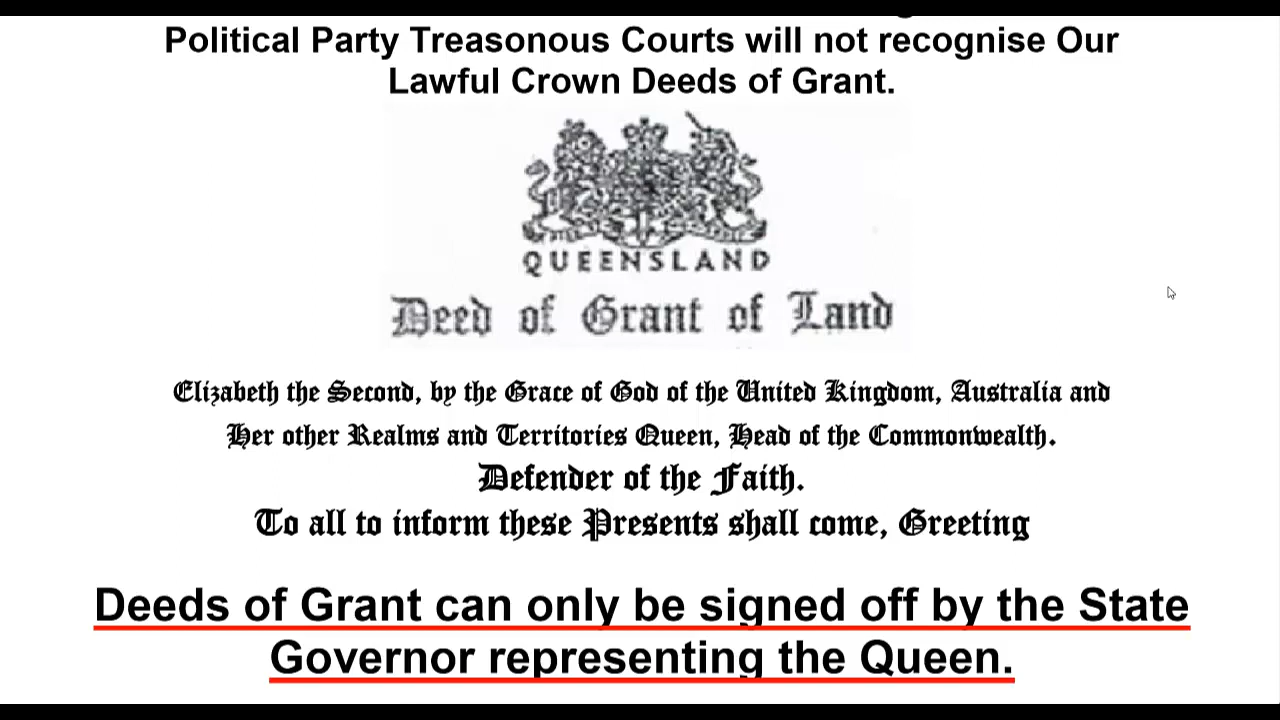 Political Party Treasonous Courts will not recognise Our
Lawful Crown Deeds of Grant.
QUEENSLAND
Deed of Grant of Land
Elizabeth the Second, by the Grace of God of the United Kingdom, Australia and
Her other Realms and Territories Queen, Head of the Commonwealth.
Defender of the Faith.
To all to inform these Presents shall come, Greeting
Deeds of Grant can only be signed off by the State
Governor representing the Queen.